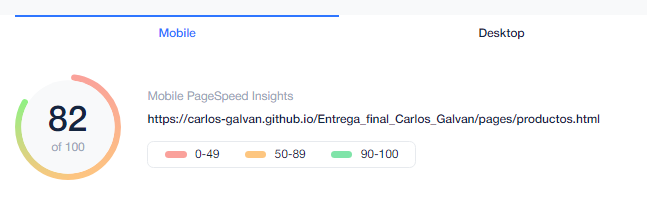 Mobile
Desktop
82
of 100
Mobile PageSpeed Insights
https://carlos-galvan.github.io/Entrega_final_Carlos_Galvan/pages/productos.html
0-49
50-89
90-100